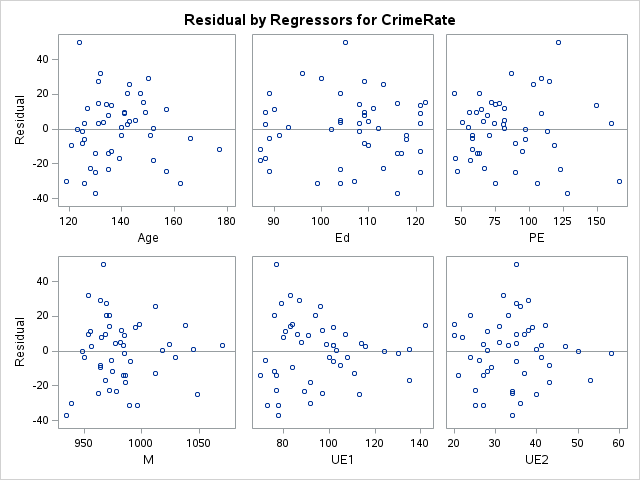 Residual by Regressors for CrimeRate
Residual
40
20
0
-20
-40
120 140 160 180
90 100 110 120
50 75 100 125 150
Age
Ed
PE
Residual
40
20
0
-20
-40
950 1000 1050
80 100 120 140
20 30 40 50 60
M
UE1
UE2